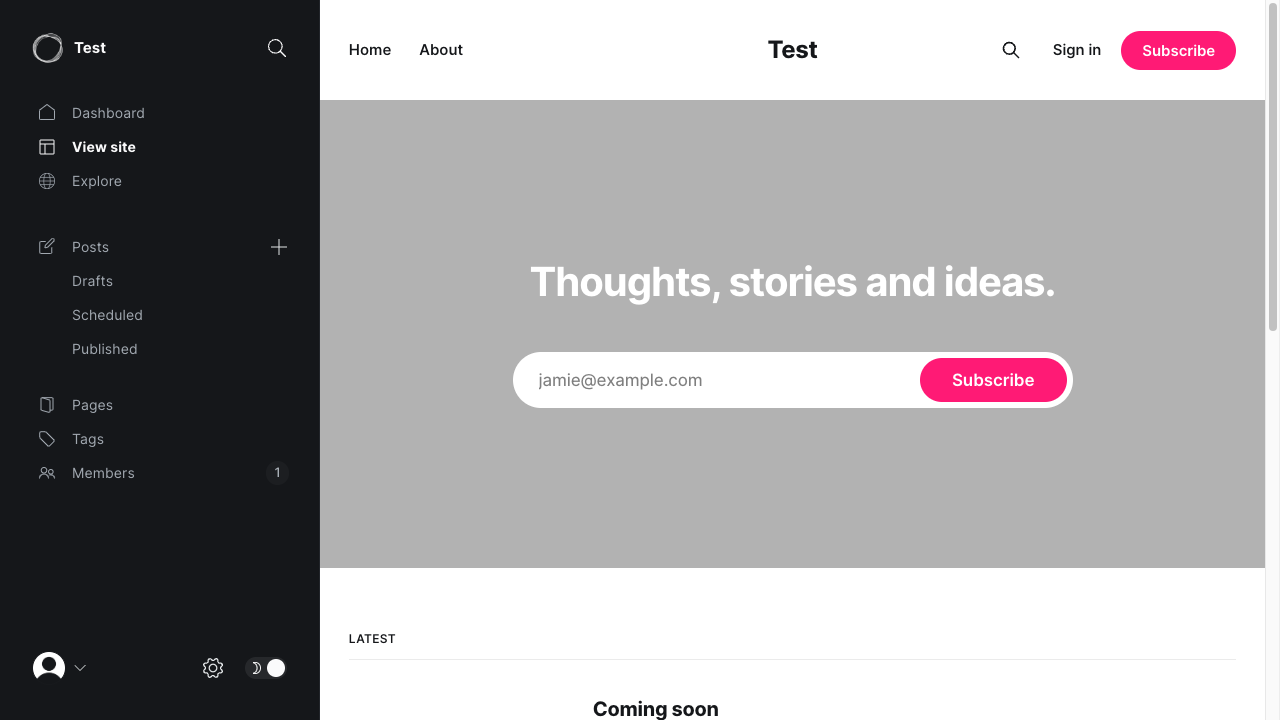 Test
Dashboard
View site
Explore
Posts
Drafts
Scheduled
Published
Pages
Tags
Members 1
Home About Test Sign in Subscribe
Thoughts, stories and ideas.
jamie@example.com Subscribe
LATEST
Coming soon